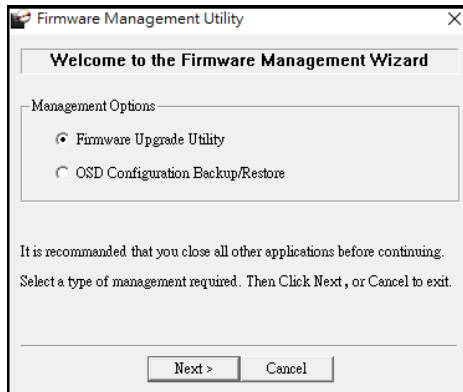 Firmware Management Utility
Welcome to the Firmware Management Wizard
Management Options
Firmware Upgrade Utility
OSD Configuration Backup/Restore
It is recommanded that you close all other applications before continuing.
Select a type of management required. Then Click Next, or Cancel to exit.
Next >
Cancel